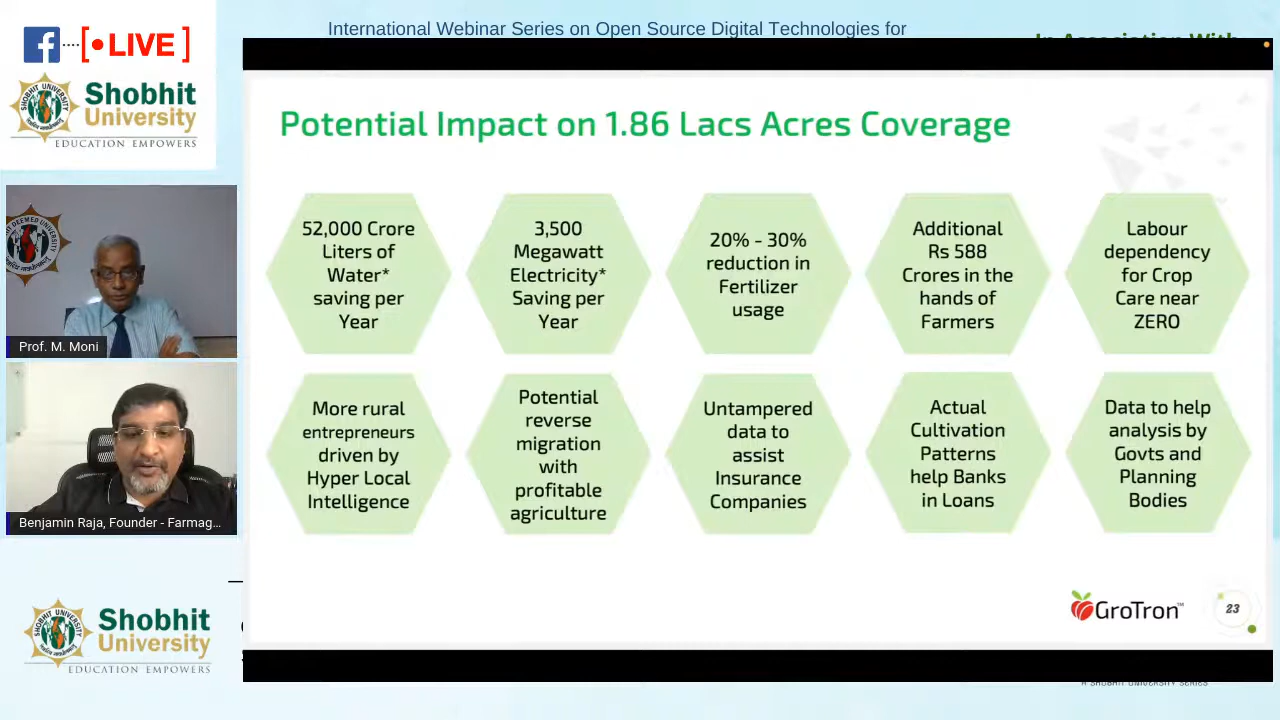 International Webinar Series on Open Source Digital Technologies for
LIVE
Shobhit
University
EDUCATION EMPOWERS
Prof. M. Moni
Benjamin Raja, Founder - Farmag...
Shobhit
University
EDUCATION EMPOWERS
Potential Impact on 1.86 Lacs Acres Coverage
52,000 Crore
Liters of
Water*
saving per
Year
3,500
Megawatt
Electricity*
Saving per
Year
20% - 30%
reduction in
Fertilizer
usage
Additional
Rs 588
Crores in the
hands of
Farmers
Labour
dependency
for Crop
Care near
ZERO
More rural
entrepreneurs
driven by
Hyper Local
Intelligence
Potential
reverse
migration
with
profitable
agriculture
Untampered
data to
assist
Insurance
Companies
Actual
Cultivation
Patterns
help Banks
in Loans
Data to help
analysis by
Govts and
Planning
Bodies
GroTron™
23
A SHOBHIT UNIVERSITY SERIES